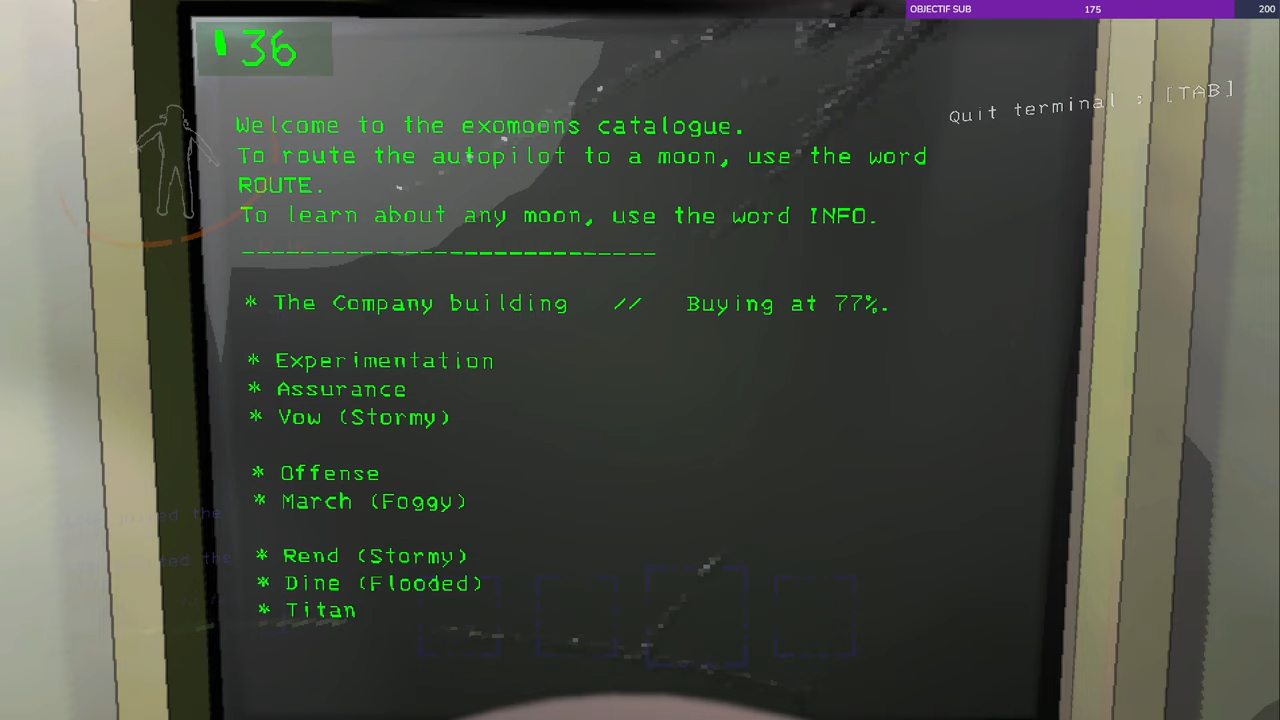 OBJECTIF SUB 175 200
36
Quit terminal : [TAB]
Welcome to the exomoons catalogue.
To route the autopilot to a moon, use the word
ROUTE.
To learn about any moon, use the word INFO.
----------------------------
* The Company building // Buying at 77%.
* Experimentation
* Assurance
* Vow (Stormy)
* Offense
* March (Foggy)
* Rend (Stormy)
* Dine (Flooded)
* Titan
the
the